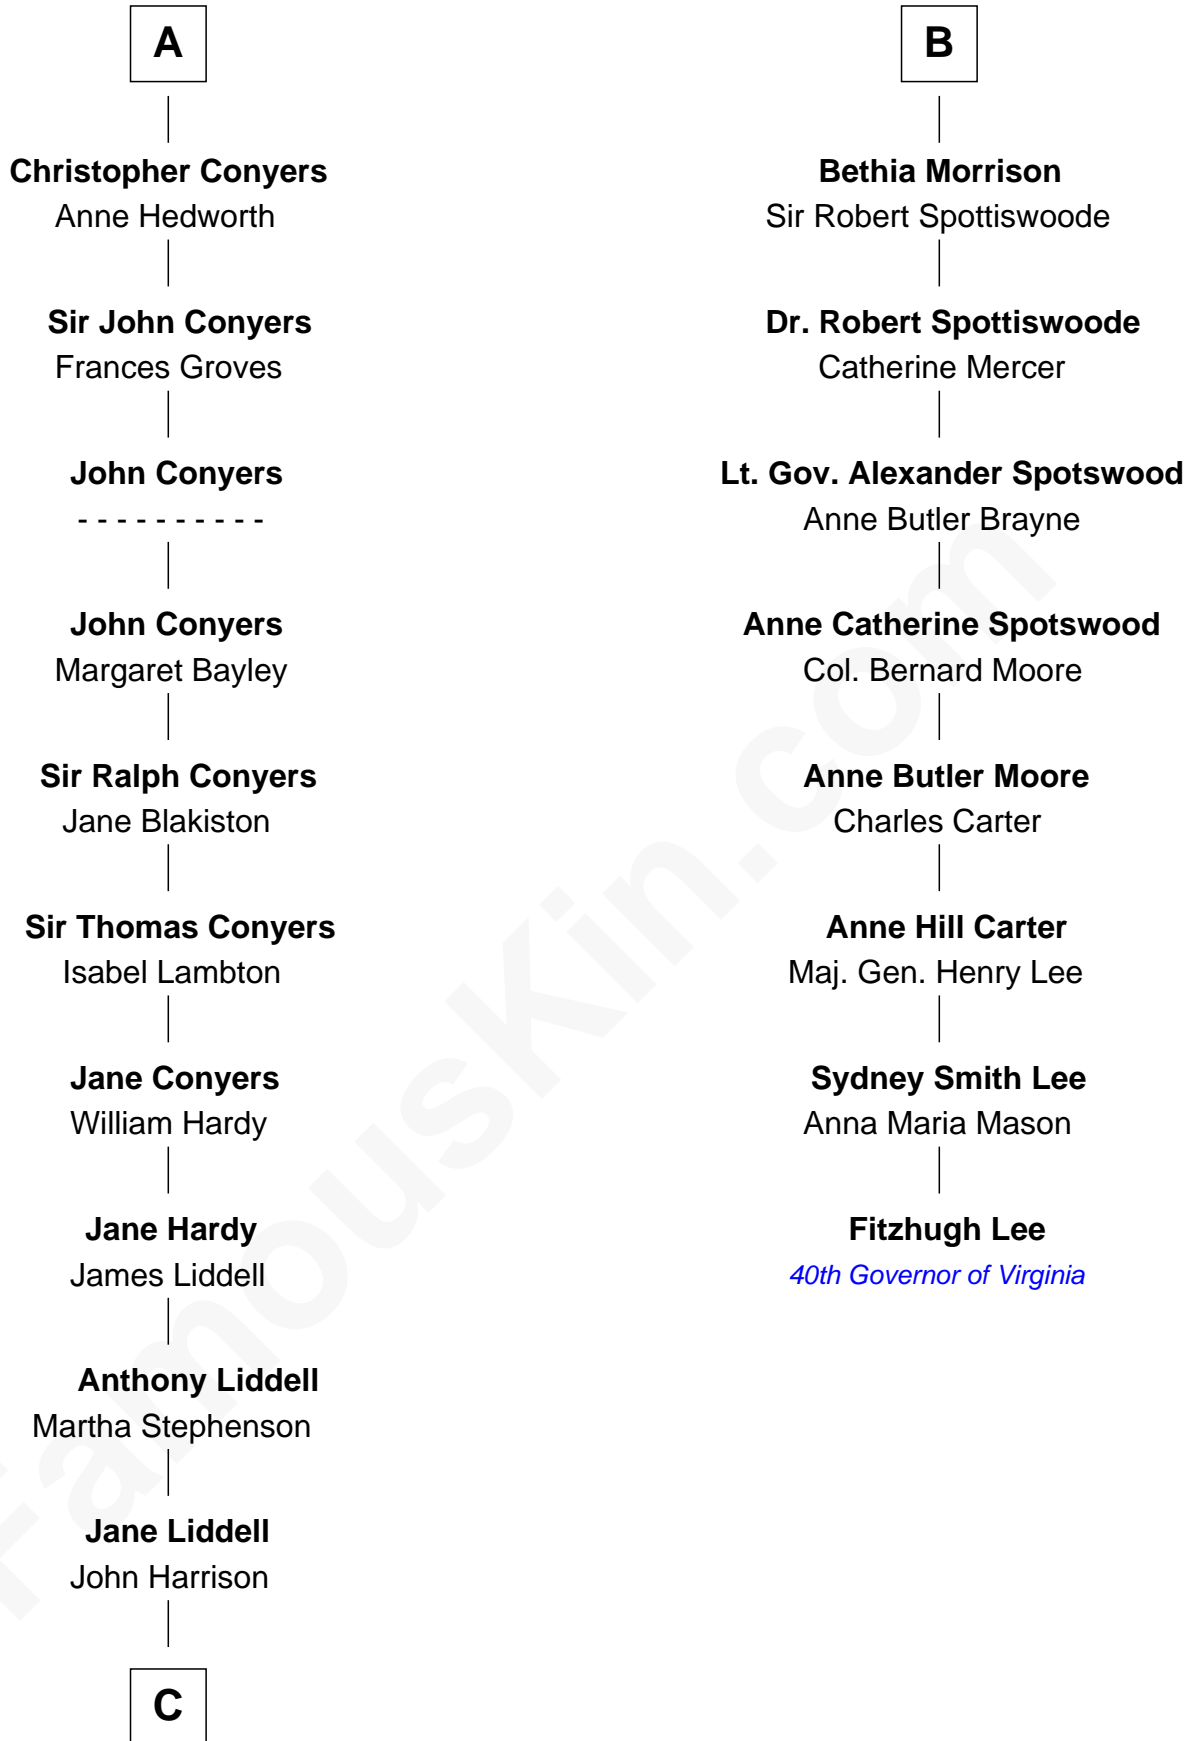 A
Christopher Conyers
Anne Hedworth
Sir John Conyers
Frances Groves
John Conyers
- - - - - - - - - -
John Conyers
Margaret Bayley
Sir Ralph Conyers
Jane Blakiston
Sir Thomas Conyers
Isabel Lambton
Jane Conyers
William Hardy
Jane Hardy
James Liddell
Anthony Liddell
Martha Stephenson
Jane Liddell
John Harrison
C
B
Bethia Morrison
Sir Robert Spottiswoode
Dr. Robert Spottiswoode
Catherine Mercer
Lt. Gov. Alexander Spotswood
Anne Butler Brayne
Anne Catherine Spotswood
Col. Bernard Moore
Anne Butler Moore
Charles Carter
Anne Hill Carter
Maj. Gen. Henry Lee
Sydney Smith Lee
Anna Maria Mason
Fitzhugh Lee
40th Governor of Virginia
FamousKin.com